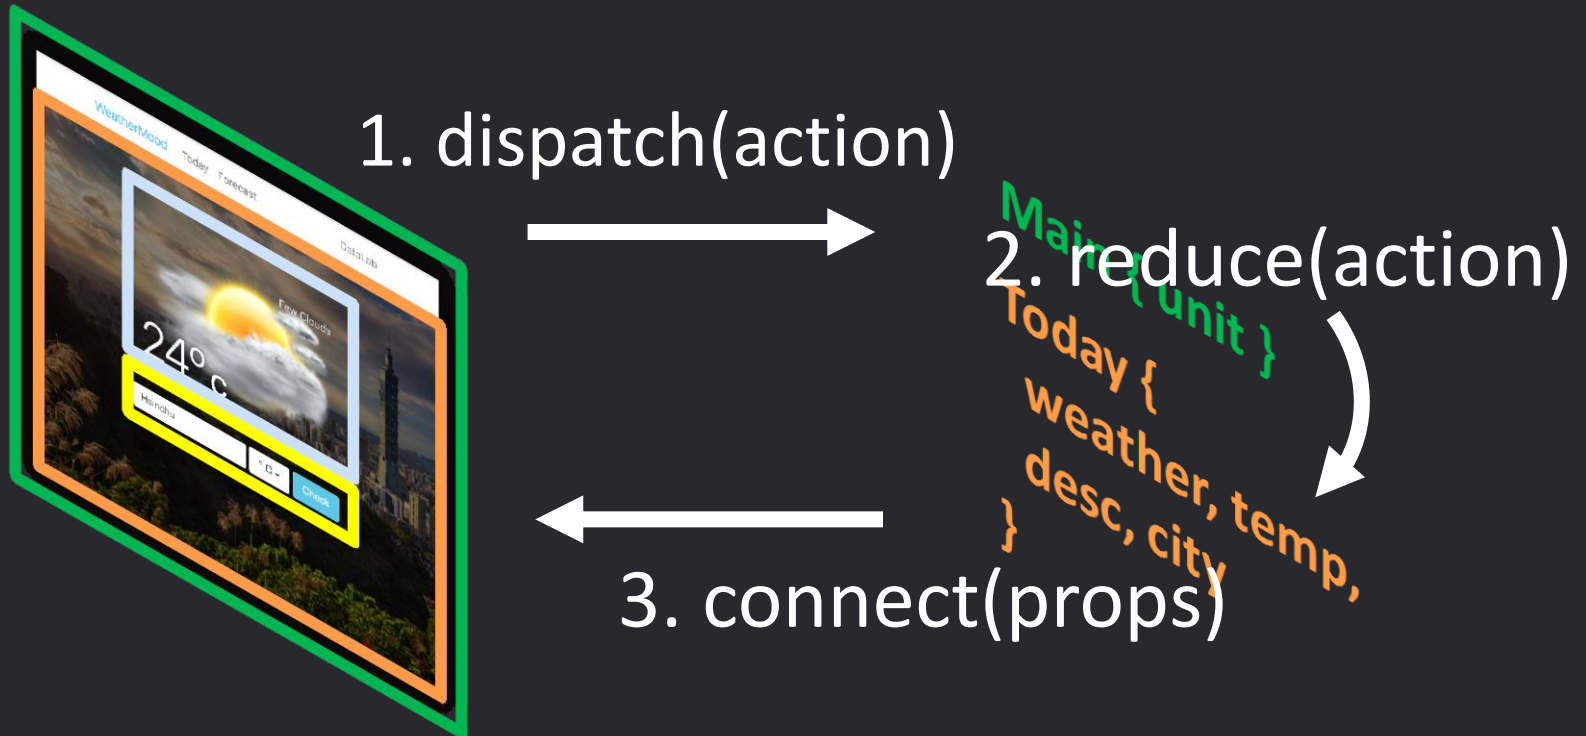 WeatherMood Today Forecast
DataLab
Few Clouds
24° C
Hsinchu
° C
Check
1. dispatch(action)
Main { unit }
2. reduce(action)
Today {
weather, temp,
desc, city
}
3. connect(props)